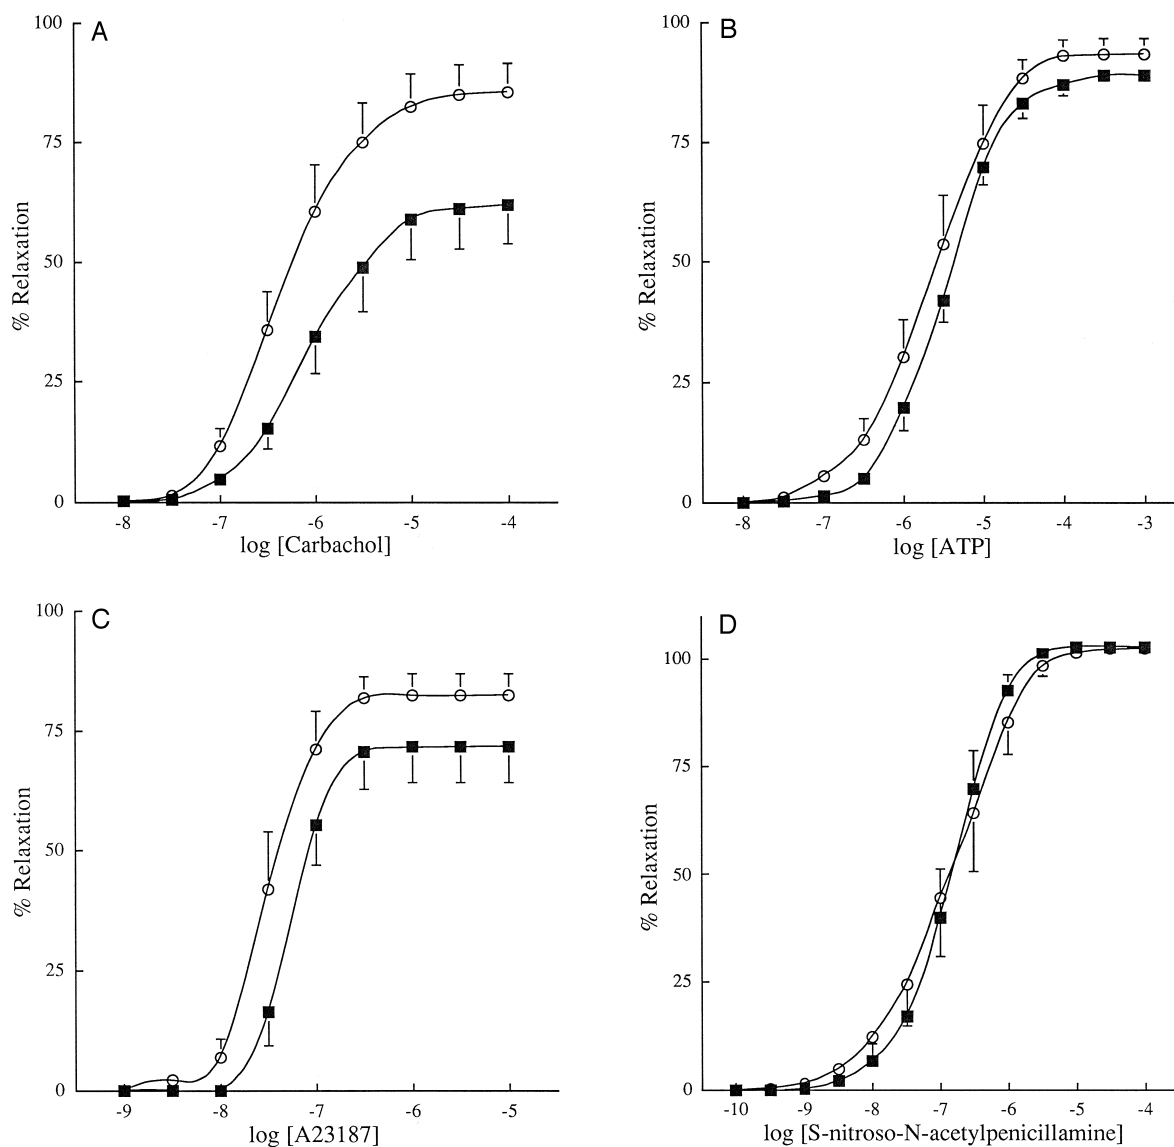 A
100
75
50
25
0
% Relaxation
-8 -7 -6 -5 -4
log [Carbachol]
B
100
75
50
25
0
% Relaxation
-8 -7 -6 -5 -4 -3
log [ATP]
C
100
75
50
25
0
% Relaxation
-9 -8 -7 -6 -5
log [A23187]
D
100
75
50
25
0
% Relaxation
-10 -9 -8 -7 -6 -5 -4
log [S-nitroso-N-acetylpenicillamine]